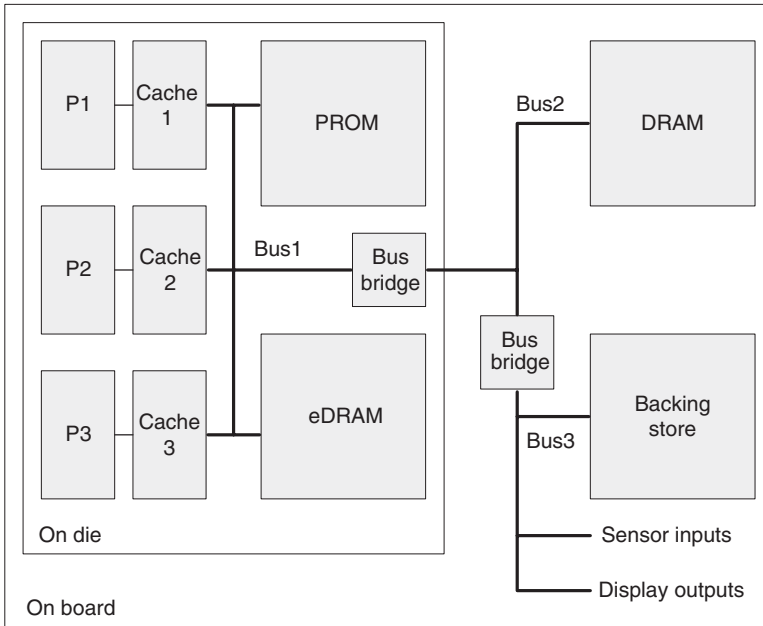 P1
Cache
1
PROM
Bus2
DRAM
P2
Cache
2
Bus1
Bus
bridge
P3
Cache
3
eDRAM
Bus
bridge
Backing
store
Bus3
On die
Sensor inputs
Display outputs
On board